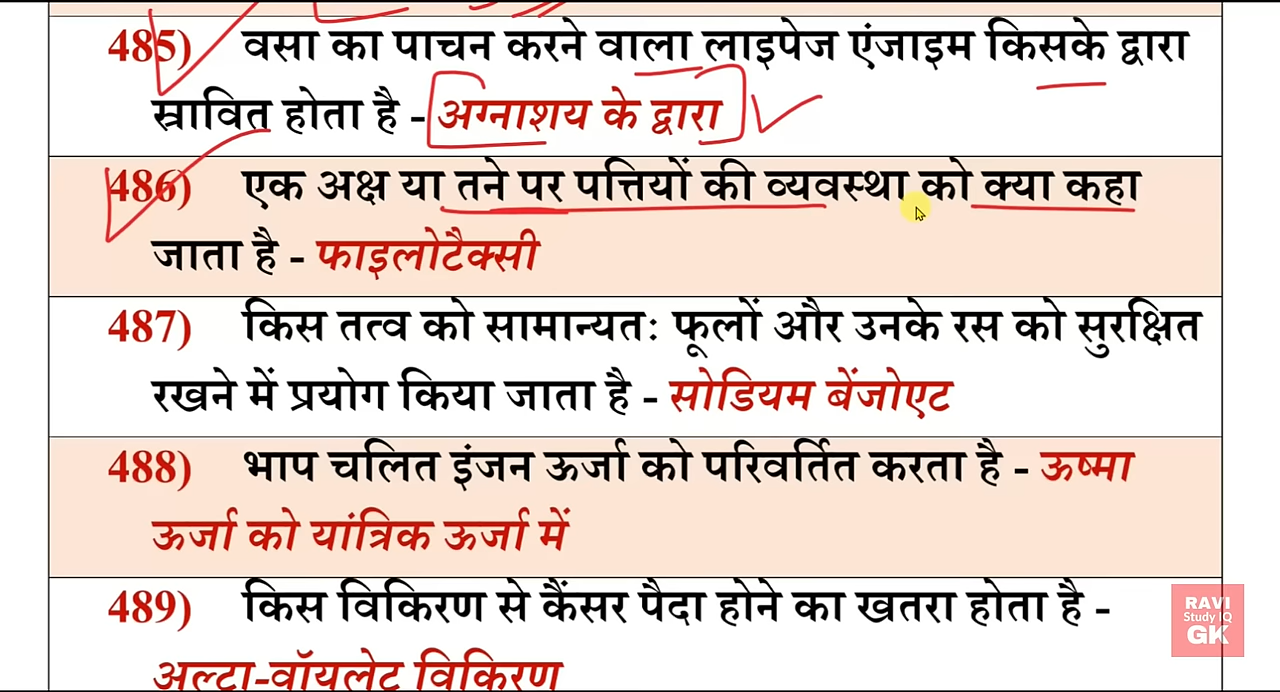 485) वसा का पाचन करने वाला लाइपेज एंजाइम किसके द्वारा
स्रावित होता है - अग्नाशय के द्वारा
486) एक अक्ष या तने पर पत्तियों की व्यवस्था को क्या कहा
जाता है - फाइलोटैक्सी
487) किस तत्व को सामान्यतः फूलों और उनके रस को सुरक्षित
रखने में प्रयोग किया जाता है - सोडियम बेंजोएट
488) भाप चलित इंजन ऊर्जा को परिवर्तित करता है - ऊष्मा
ऊर्जा को यांत्रिक ऊर्जा में
489) किस विकिरण से कैंसर पैदा होने का खतरा होता है -
अल्टा-वॉयलेट विकिरण
RAVI
Study IQ
GK